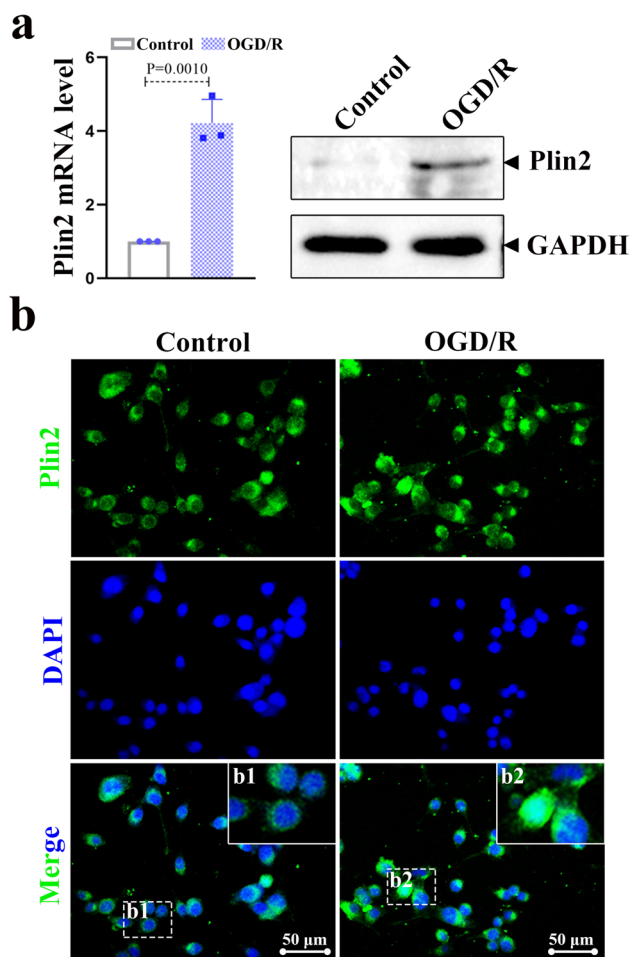 a
Control OGD/R
P=0.0010
Plin2 mRNA level
6
4
2
0
Control OGD/R
Plin2
GAPDH
b
Control OGD/R
Plin2
DAPI
Merge
b1
b2
b1
b2
50 μm
50 μm